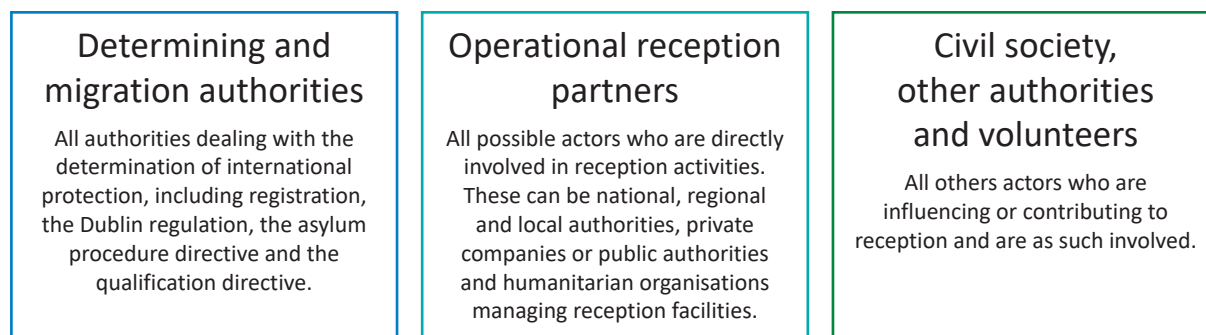 Determining and
migration authorities
All authorities dealing with the
determination of international
protection, including registration,
the Dublin regulation, the asylum
procedure directive and the
qualification directive.
Operational reception
partners
All possible actors who are directly
involved in reception activities.
These can be national, regional
and local authorities, private
companies or public authorities
and humanitarian organisations
managing reception facilities.
Civil society,
other authorities
and volunteers
All others actors who are
influencing or contributing to
reception and are as such involved.